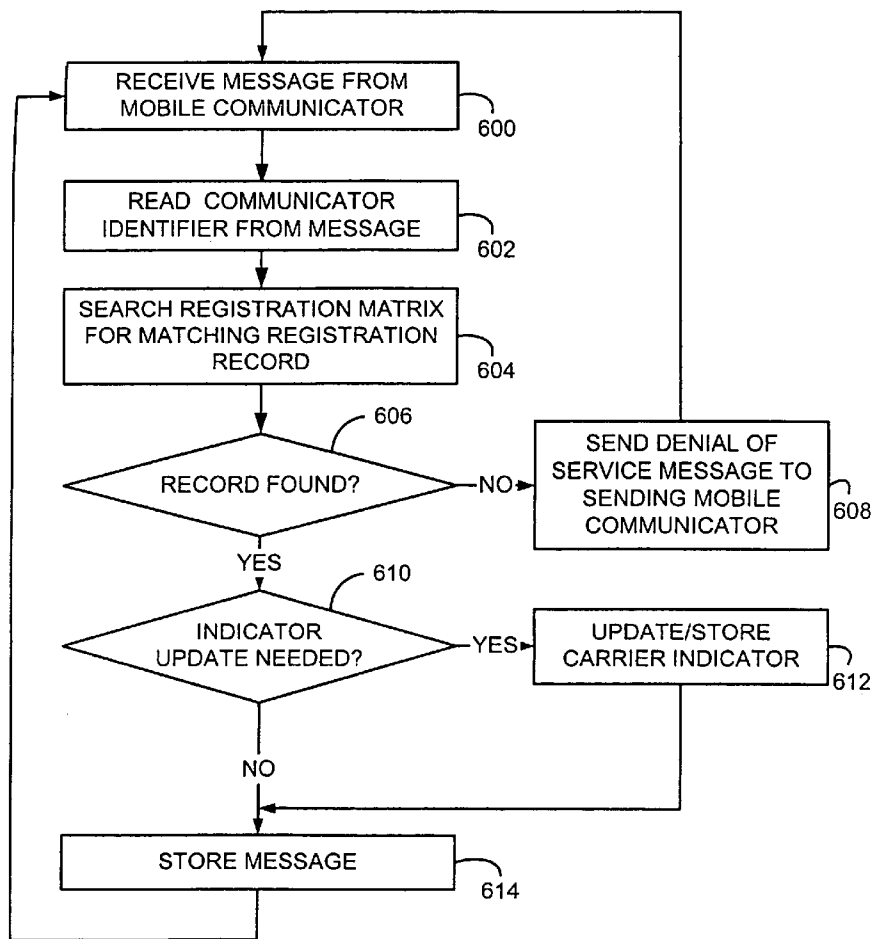 RECEIVE MESSAGE FROM
MOBILE COMMUNICATOR
600
READ COMMUNICATOR
IDENTIFIER FROM MESSAGE
602
SEARCH REGISTRATION MATRIX
FOR MATCHING REGISTRATION
RECORD
604
606
RECORD FOUND?
NO
SEND DENIAL OF
SERVICE MESSAGE TO
SENDING MOBILE
COMMUNICATOR
608
YES
610
INDICATOR
UPDATE NEEDED?
YES
UPDATE/STORE
CARRIER INDICATOR
612
NO
STORE MESSAGE
614